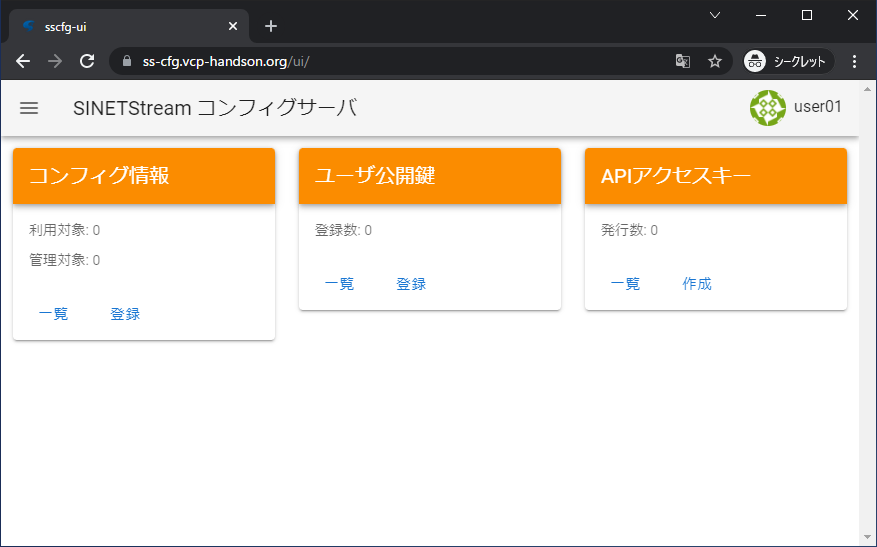 sscfg-ui
ss-cfg.vcp-handson.org/ui/
シークレット
SINETStream コンフィグサーバ
user01
コンフィグ情報
利用対象: 0
管理対象: 0
一覧 登録
ユーザ公開鍵
登録数: 0
一覧 登録
APIアクセスキー
発行数: 0
一覧 作成